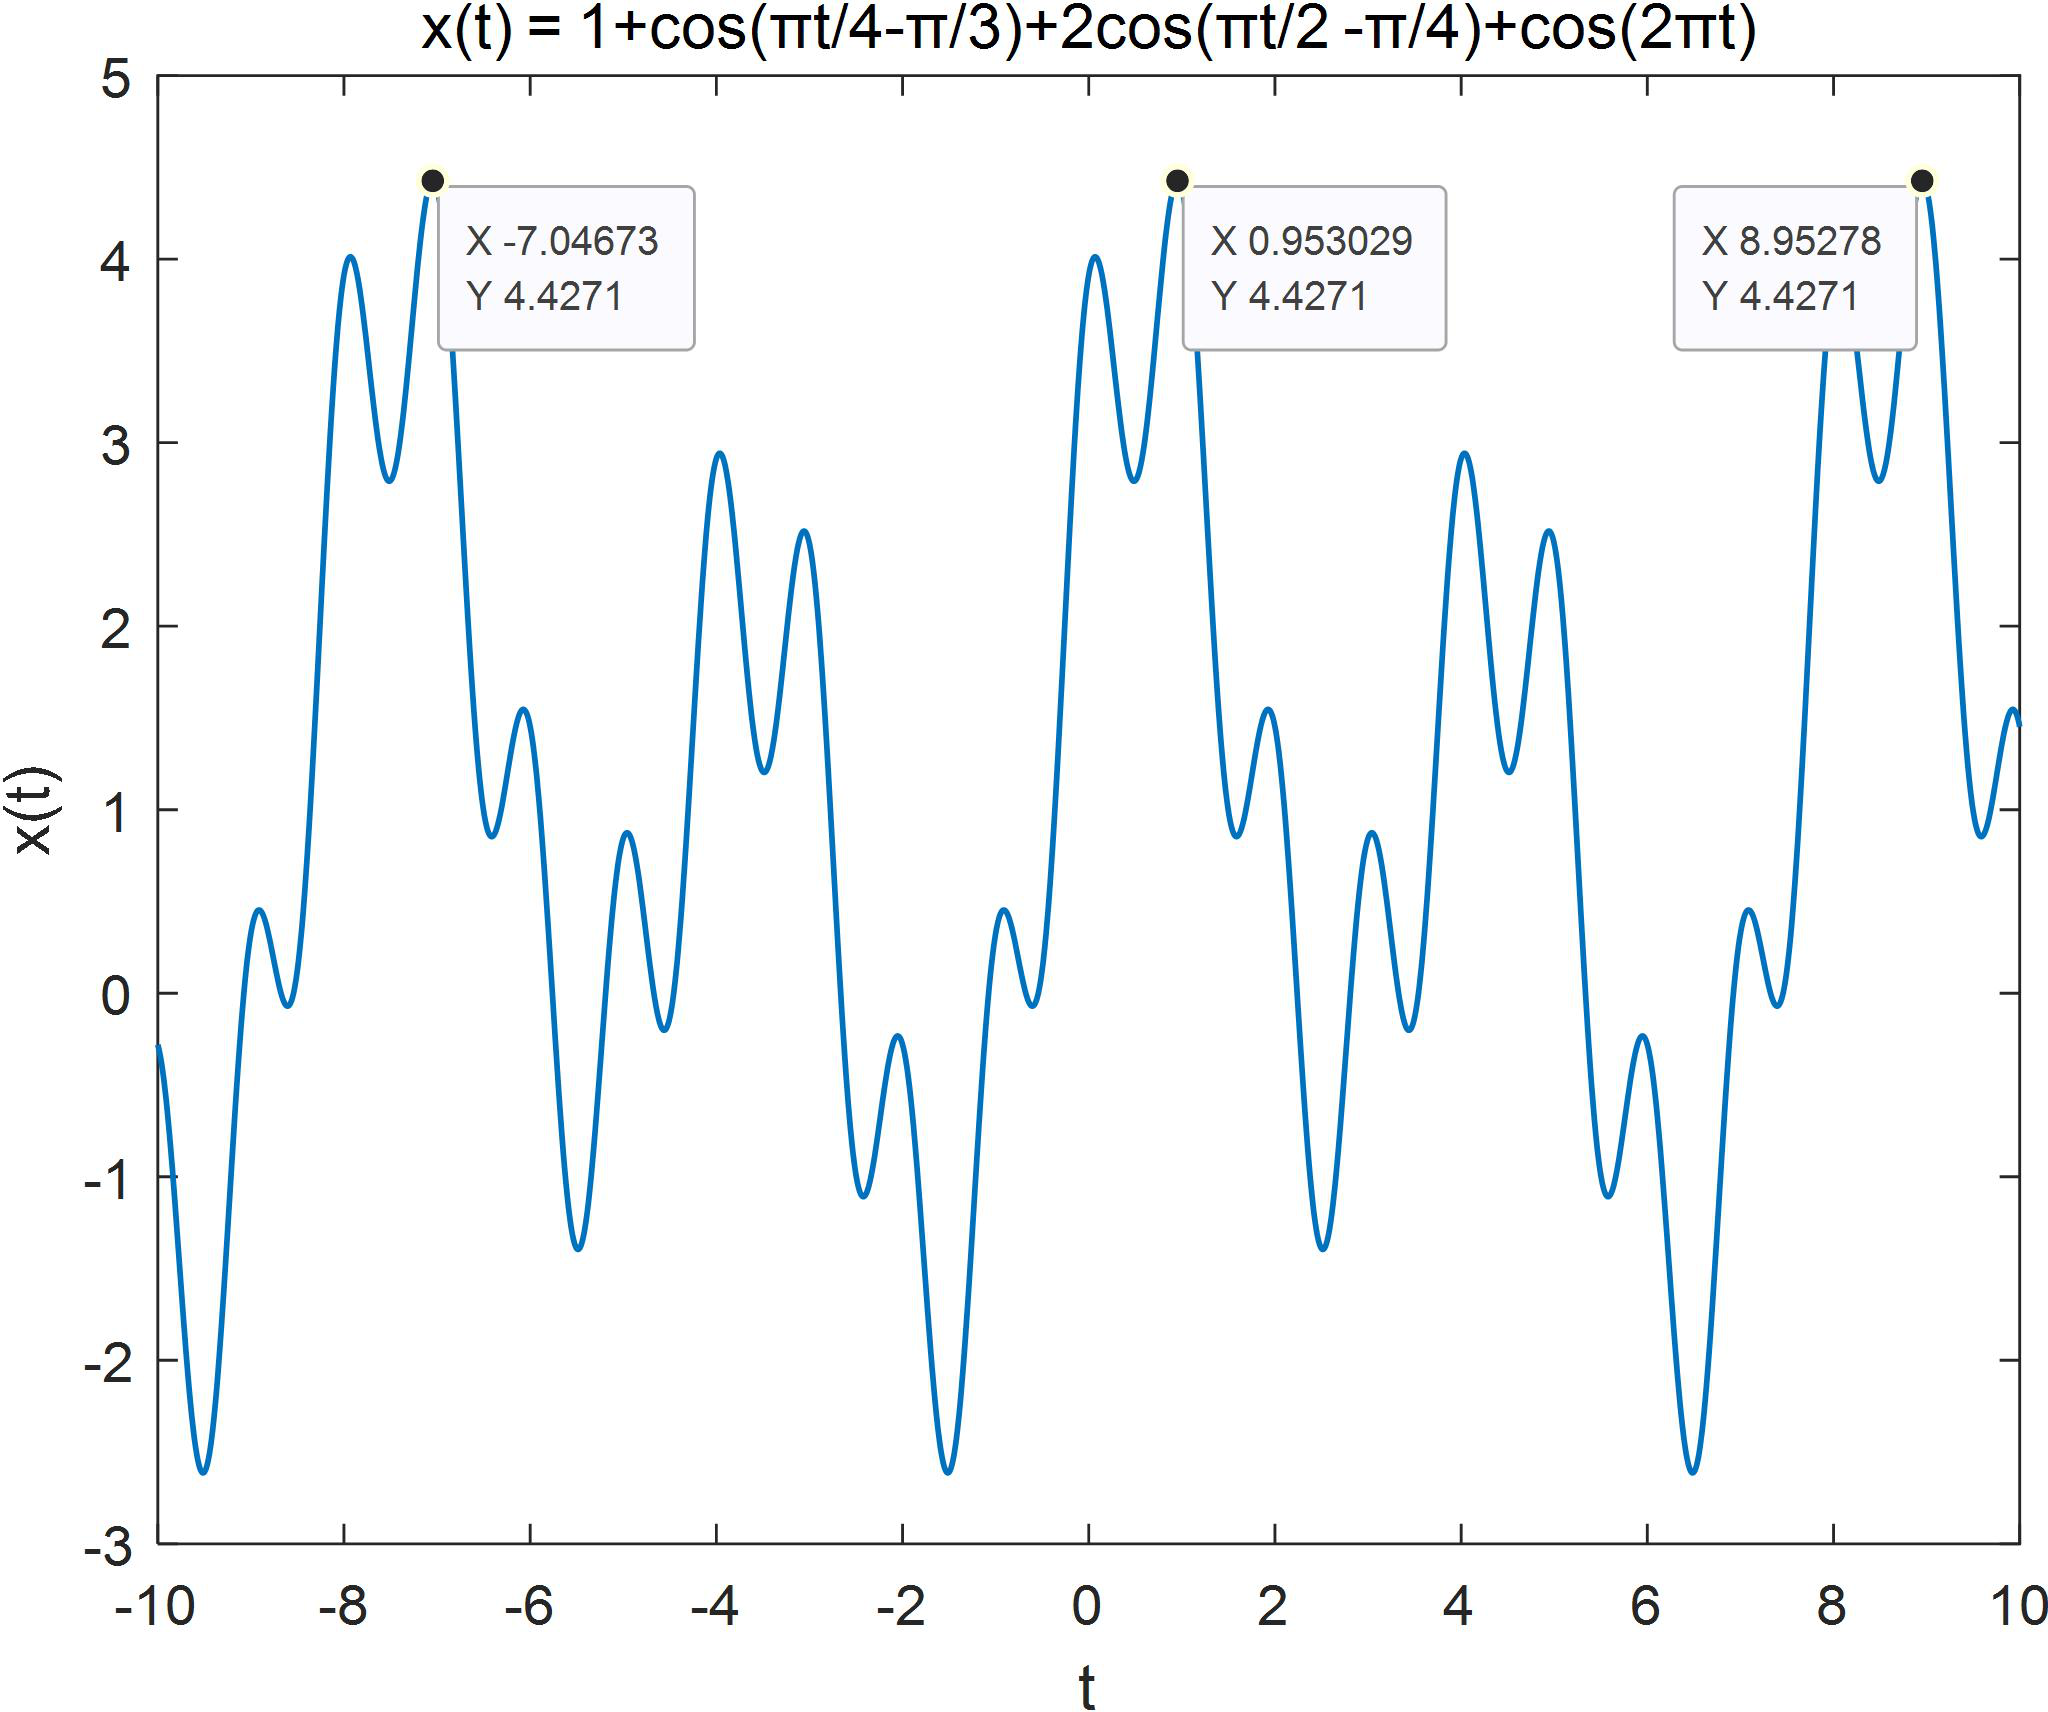 x(t) = 1+cos(πt/4-π/3)+2cos(πt/2 -π/4)+cos(2πt)
5
4
3
2
1
0
-1
-2
-3
x(t)
X -7.04673
Y 4.4271
X 0.953029
Y 4.4271
X 8.95278
Y 4.4271
-10 -8 -6 -4 -2 0 2 4 6 8 10
t